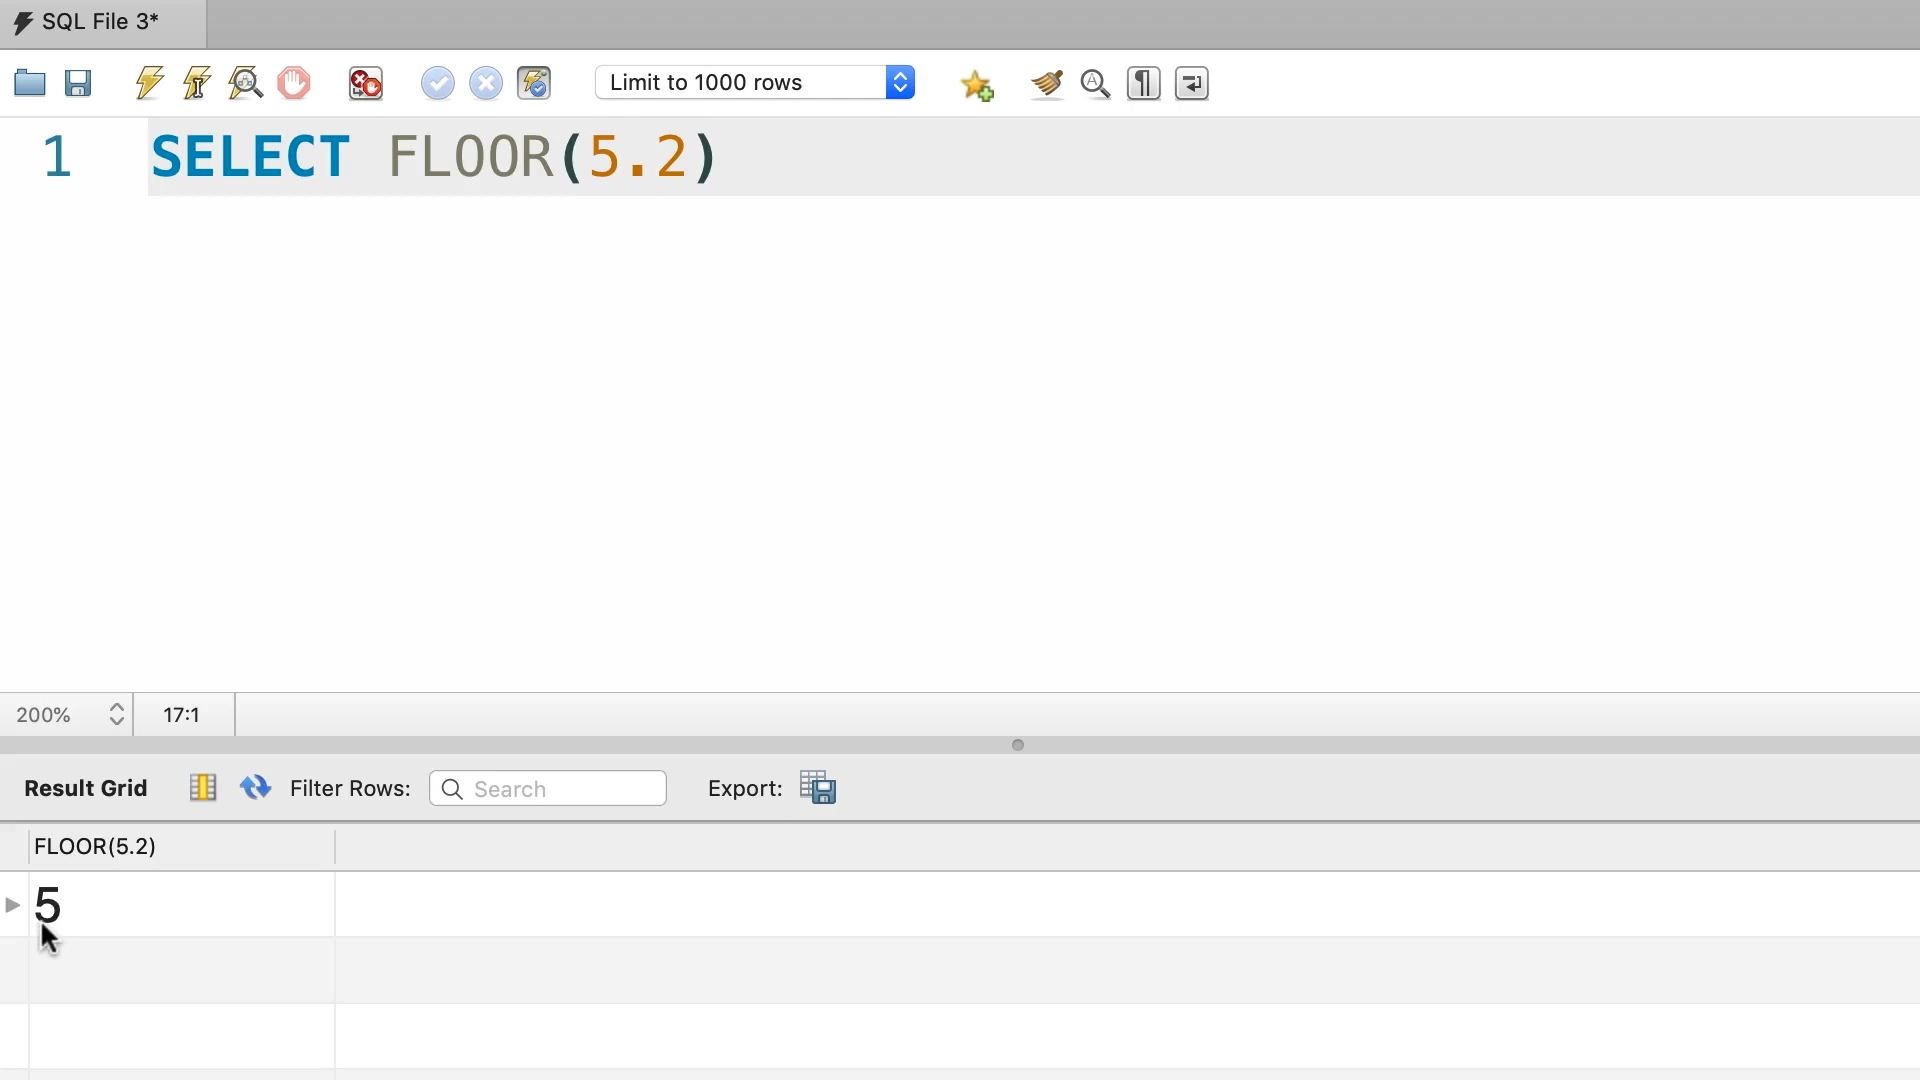 SQL File 3*
Limit to 1000 rows
1 SELECT FLOOR(5.2)
200% 17:1
Result Grid Filter Rows: Search Export:
FLOOR(5.2)
5